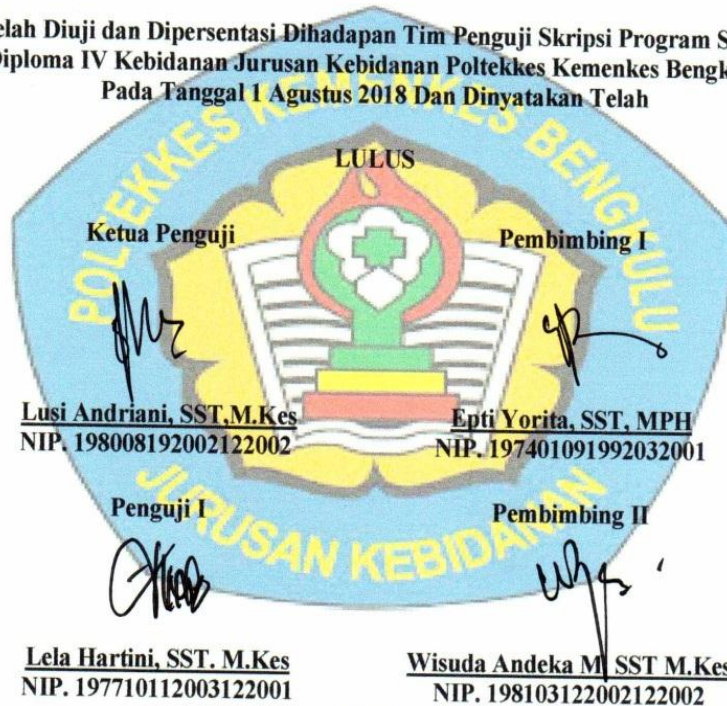 elah Diuji dan Dipersentasi Dihadapan Tim Penguji Skripsi Program S
Diploma IV Kebidanan Jurusan Kebidanan Poltekkes Kemenkes Bengk
Pada Tanggal 1 Agustus 2018 Dan Dinyatakan Telah
POLTEKKES KEMENKES BENGKULU
LULUS
Ketua Penguji
Pembimbing I
Lusi Andriani, SST,M.Kes
Epti Yorita, SST, MPH
NIP. 198008192002122002
NIP. 197401091992032001
Penguji I
Pembimbing II
JURUSAN KEBIDANAN
Lela Hartini, SST. M.Kes
Wisuda Andeka M, SST M.Kes
NIP. 197710112003122001
NIP. 198103122002122002